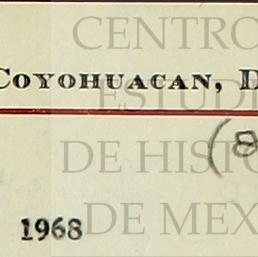 CENTRO
COYOHUACAN, D
ESTUDI
(8
DE HISTO
DE MEX
1968